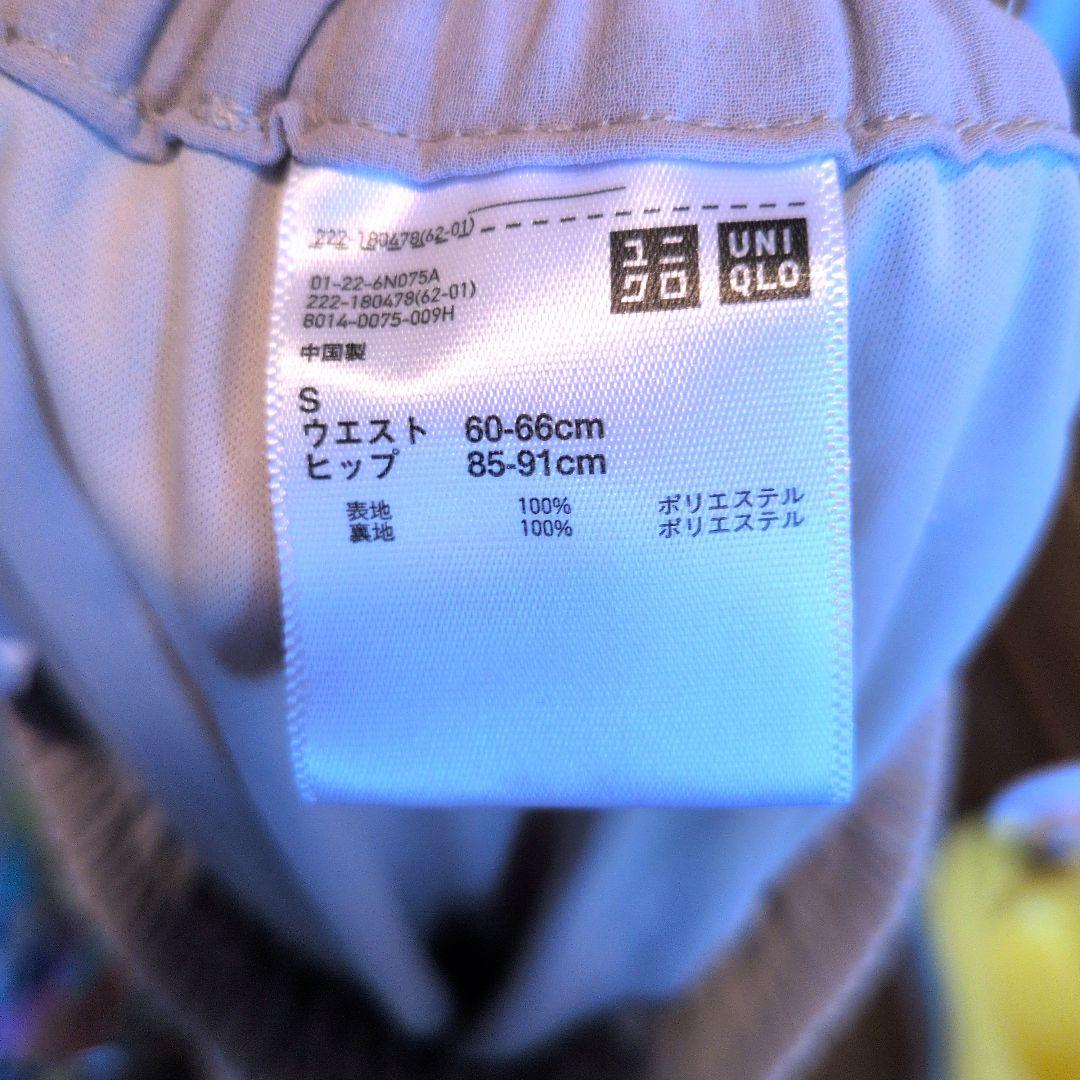 222-180478(62-01)
ユニクロ
UNIQLO
01-22-6N075A
222-180478(62-01)
8014-0075-009H
中国製
S
ウエスト 60-66cm
ヒップ 85-91cm
表地 100% ポリエステル
裏地 100% ポリエステル